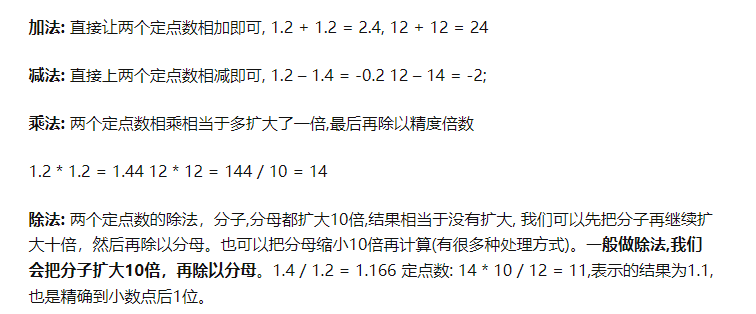 加法: 直接让两个定点数相加即可, 1.2 + 1.2 = 2.4, 12 + 12 = 24
减法: 直接上两个定点数相减即可, 1.2 – 1.4 = -0.2 12 – 14 = -2;
乘法: 两个定点数相乘相当于多扩大了一倍,最后再除以精度倍数
1.2 * 1.2 = 1.44 12 * 12 = 144 / 10 = 14
除法: 两个定点数的除法，分子,分母都扩大10倍,结果相当于没有扩大, 我们可以先把分子再继续扩
大十倍，然后再除以分母。也可以把分母缩小10倍再计算(有很多种处理方式)。一般做除法,我们
会把分子扩大10倍，再除以分母。1.4 / 1.2 = 1.166 定点数: 14 * 10 / 12 = 11,表示的结果为1.1,
也是精确到小数点后1位。